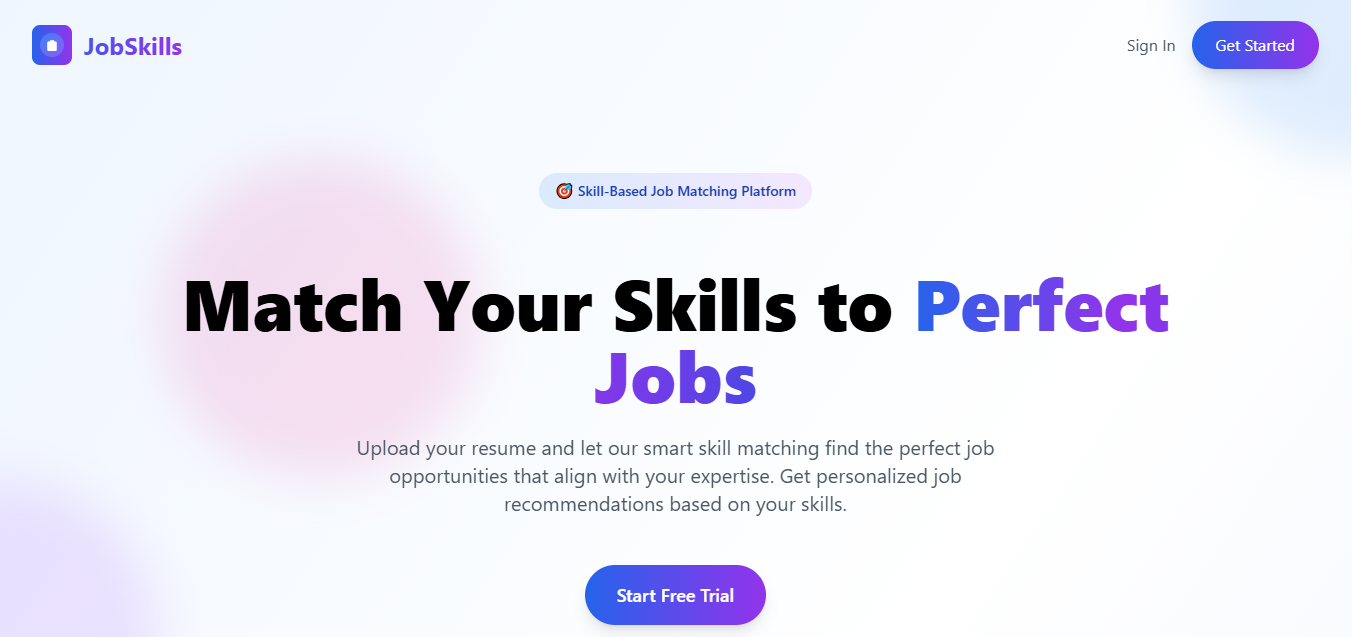 JobSkills
Sign In
Get Started
🎯 Skill-Based Job Matching Platform
Match Your Skills to Perfect
Jobs
Upload your resume and let our smart skill matching find the perfect job
opportunities that align with your expertise. Get personalized job
recommendations based on your skills.
Start Free Trial